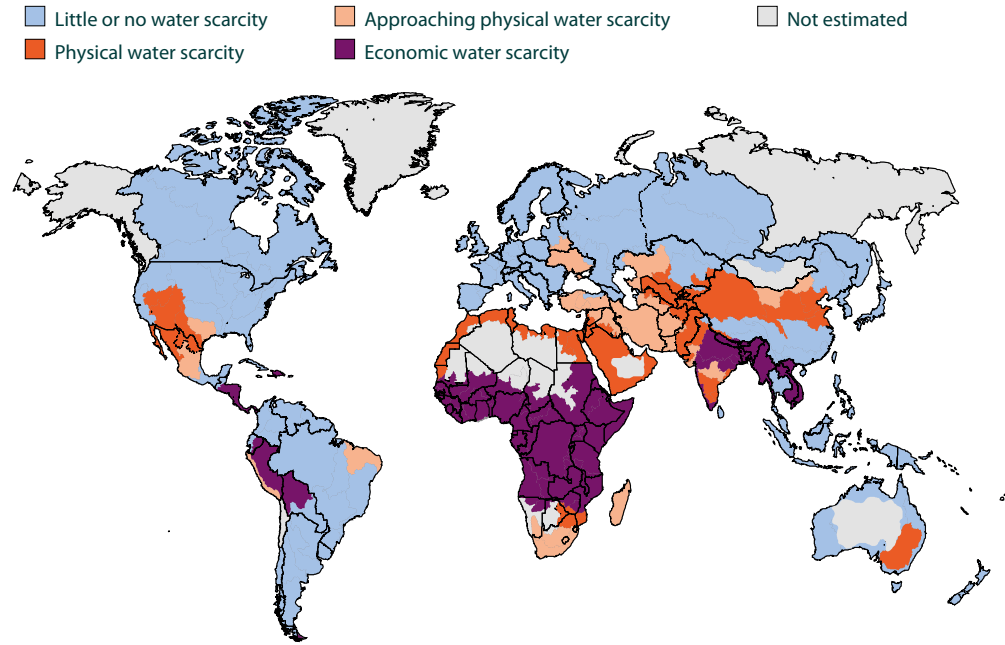 Little or no water scarcity
Approaching physical water scarcity
Not estimated
Physical water scarcity
Economic water scarcity